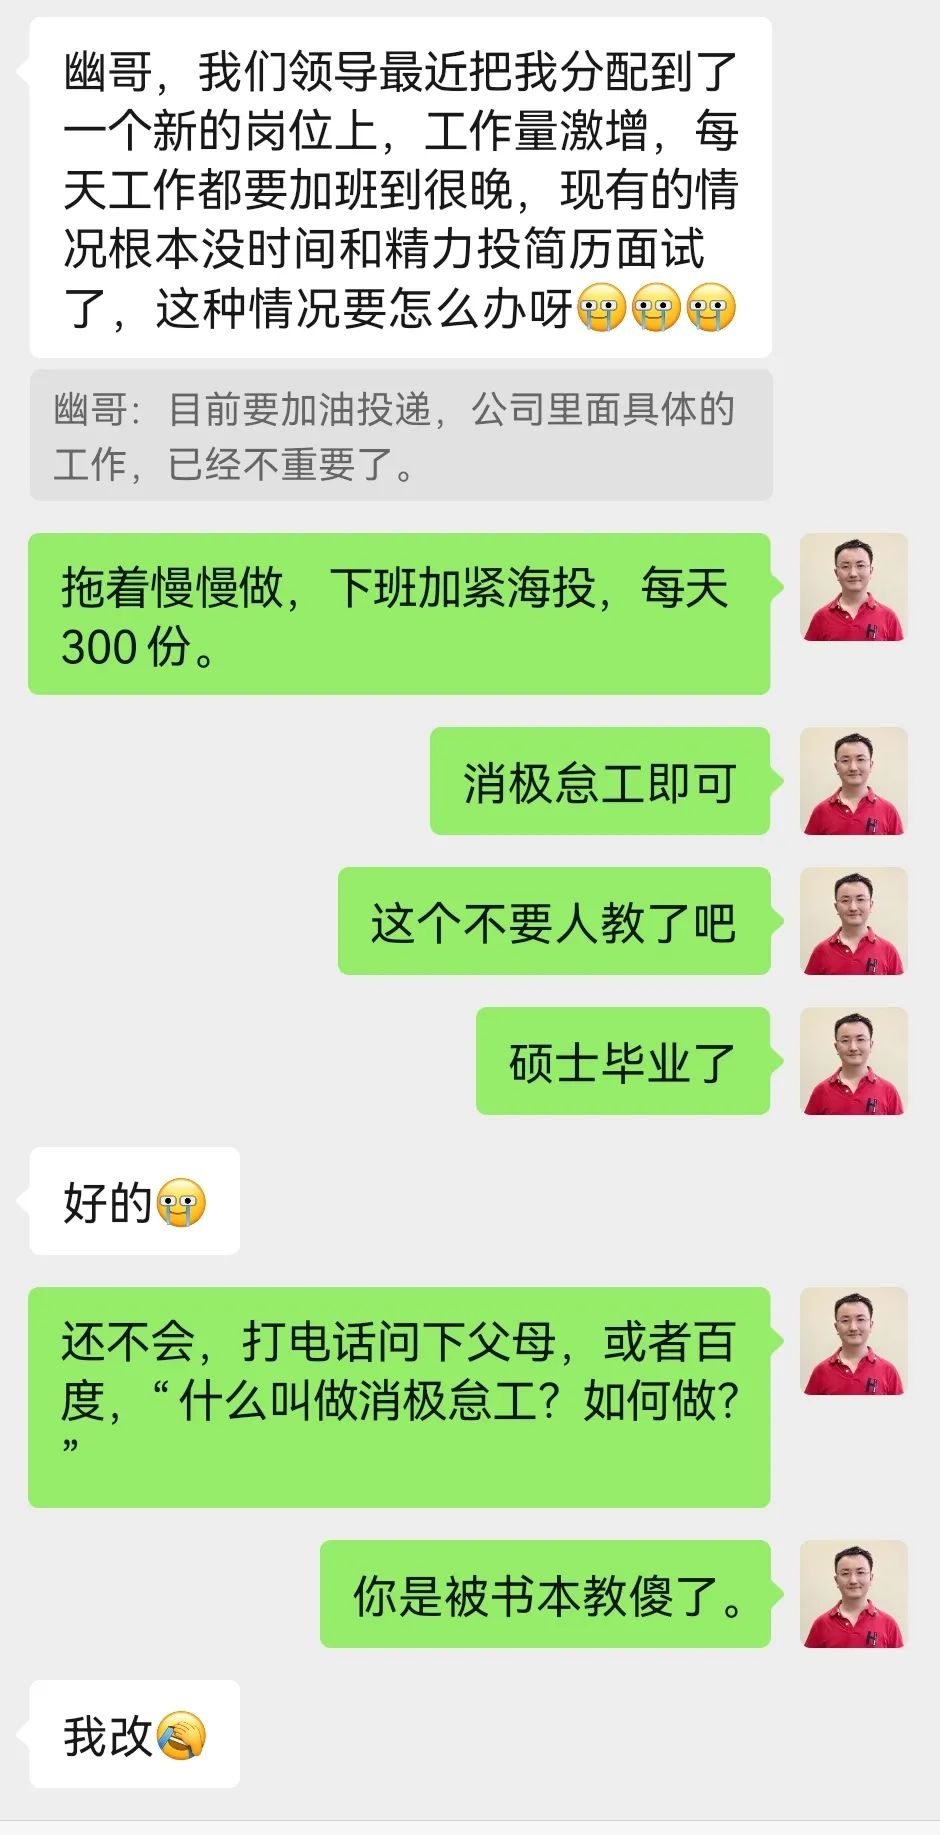 幽哥，我们领导最近把我分配到了
一个新的岗位上，工作量激增，每
天工作都要加班到很晚，现有的情
况根本没时间和精力投简历面试
了，这种情况要怎么办呀
幽哥：目前要加油投递，公司里面具体的
工作，已经不重要了。
拖着慢慢做，下班加紧海投，每天
300份。
消极怠工即可
这个不要人教了吧
硕士毕业了
好的
还不会，打电话问下父母，或者百
度，“什么叫做消极怠工？如何做？
”
你是被书本教傻了。
我改